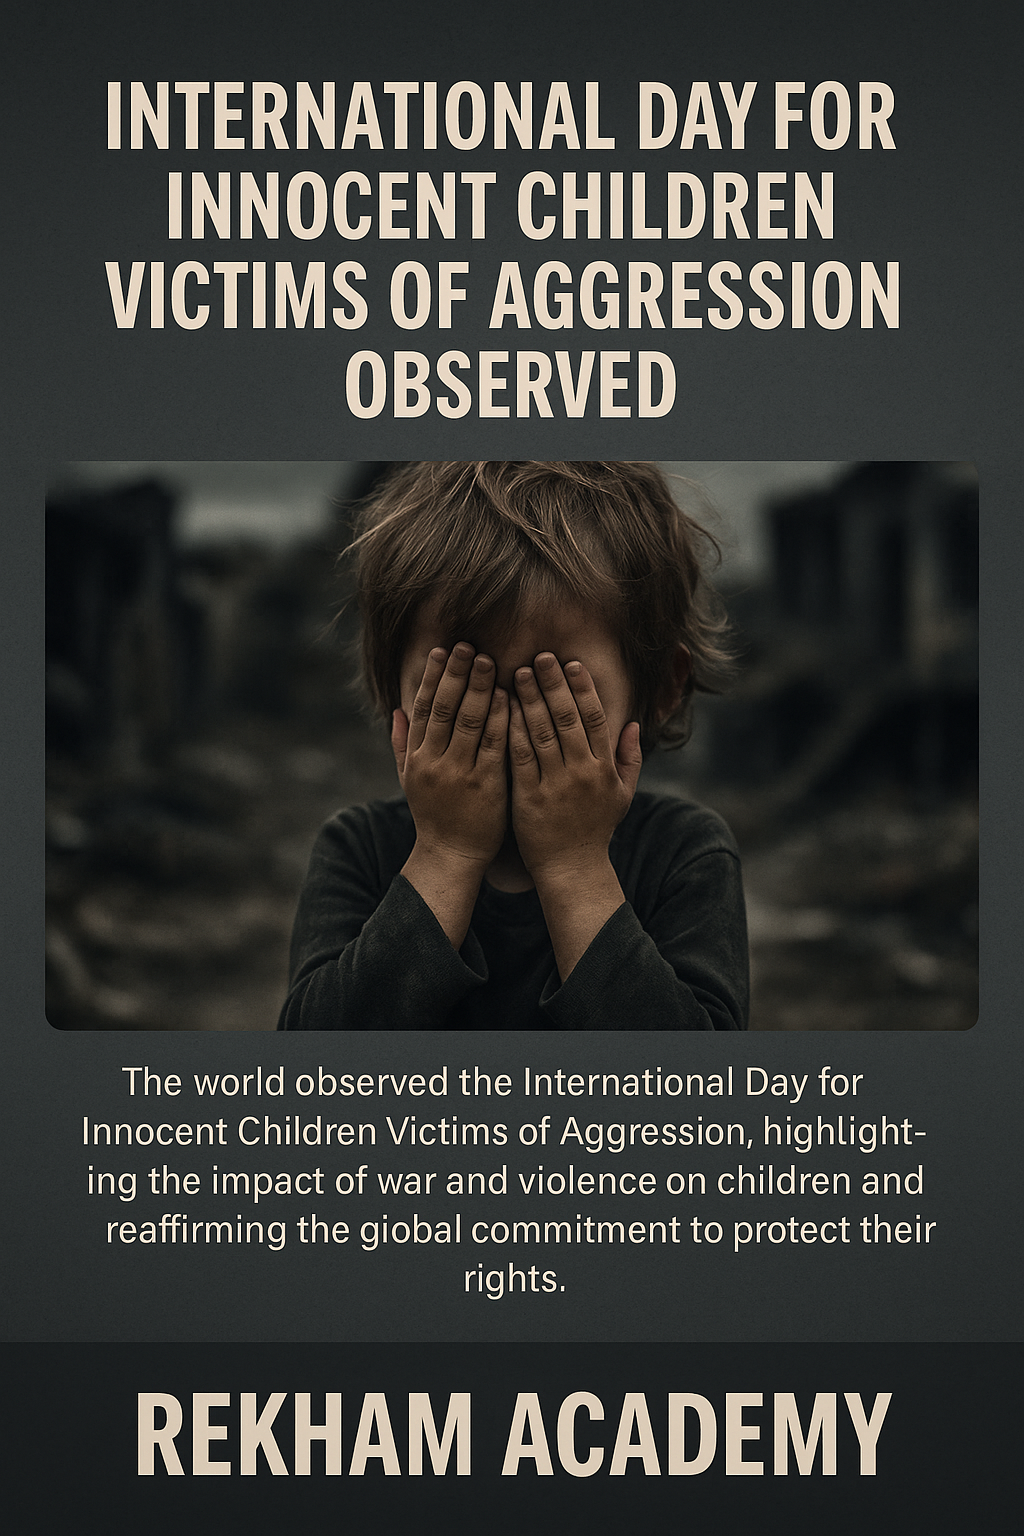 INTERNATIONAL DAY FOR
INNOCENT CHILDREN
VICTIMS OF AGGRESSION
OBSERVED
The world observed the International Day for
Innocent Children Victims of Aggression, highlight-
ing the impact of war and violence on children and
reaffirming the giobal commitment to protect their
rights.
REKHAM ACADEMY